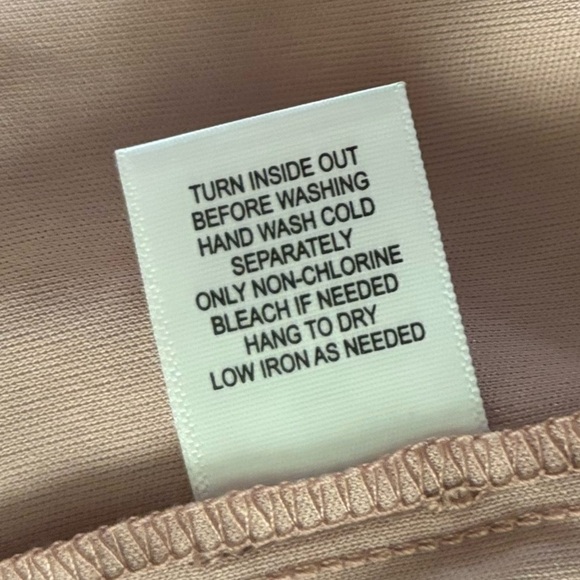 TURN INSIDE OUT
BEFORE WASHING
HAND WASH COLD
SEPARATELY
ONLY NON-CHLORINE
BLEACH IF NEEDED
HANG TO DRY
LOW IRON AS NEEDED